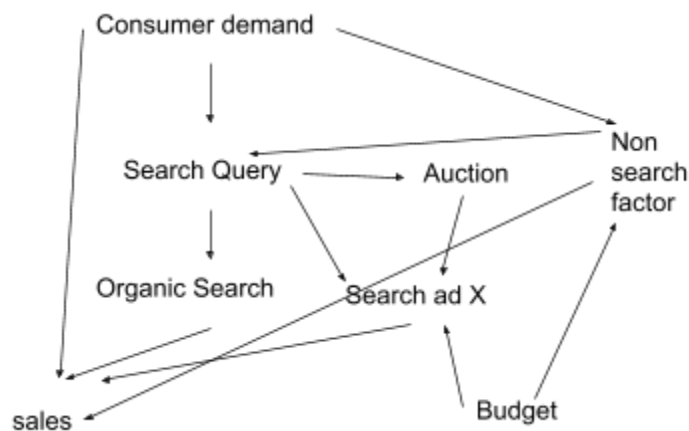 Consumer demand
Non
search
factor
Search Query
Auction
Organic Search
Search ad X
Budget
sales